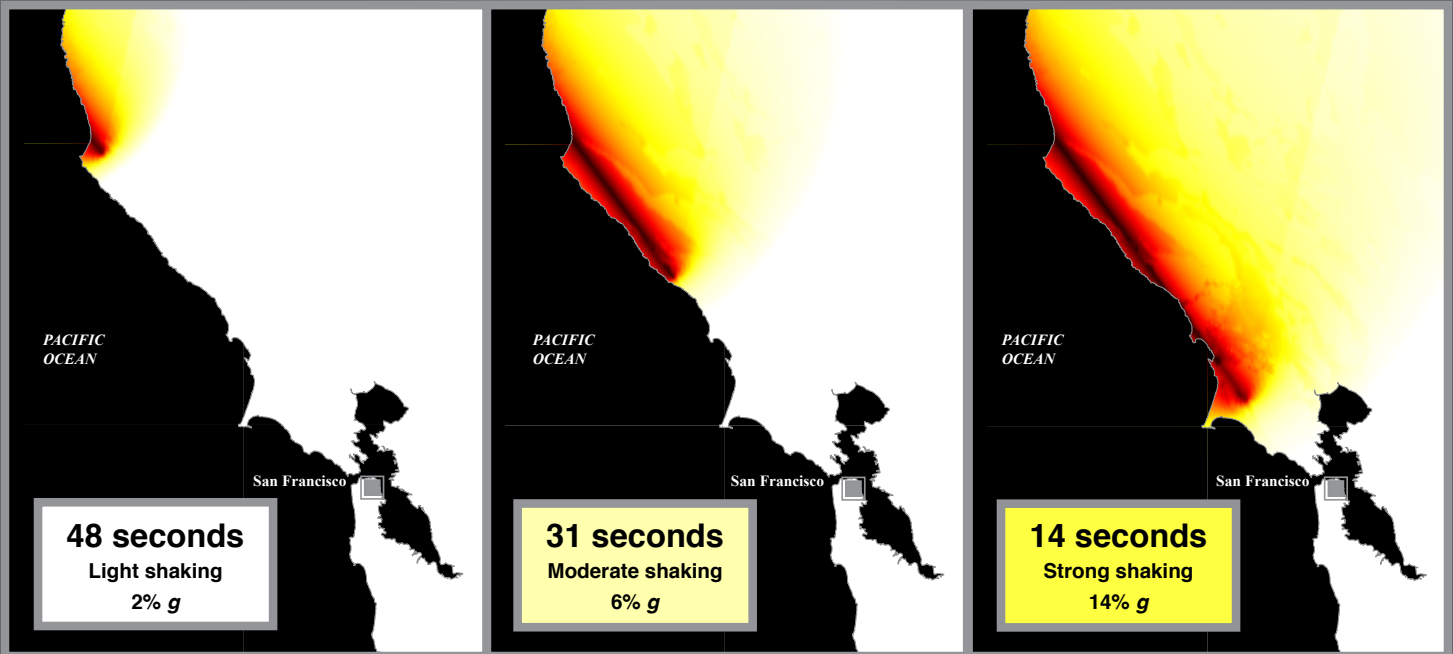 PACIFIC
OCEAN
San Francisco
48 seconds
Light shaking
2% g
PACIFIC
OCEAN
San Francisco
31 seconds
Moderate shaking
6% g
PACIFIC
OCEAN
San Francisco
14 seconds
Strong shaking
14% g